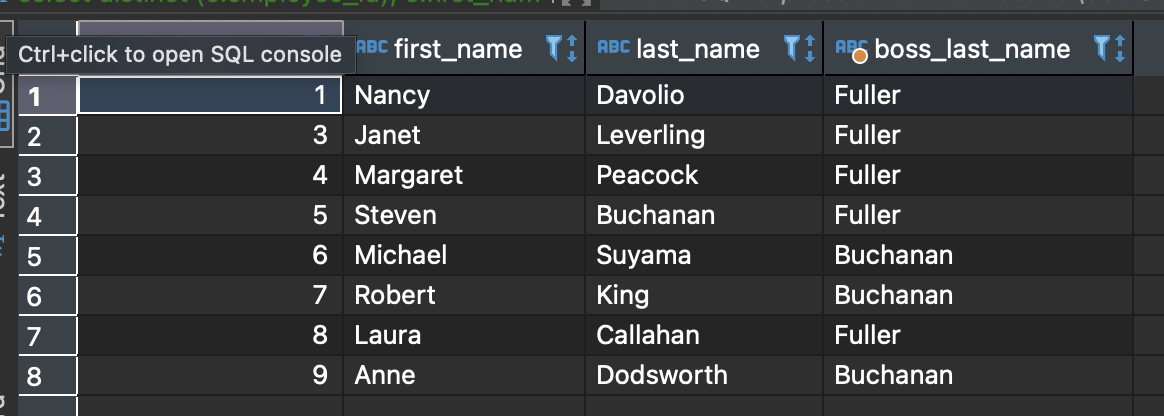 Ctrl+click to open SQL console
ABC first_name ABC last_name ABC boss_last_name
1 1 Nancy Davolio Fuller
2 3 Janet Leverling Fuller
3 4 Margaret Peacock Fuller
4 5 Steven Buchanan Fuller
5 6 Michael Suyama Buchanan
6 7 Robert King Buchanan
7 8 Laura Callahan Fuller
8 9 Anne Dodsworth Buchanan